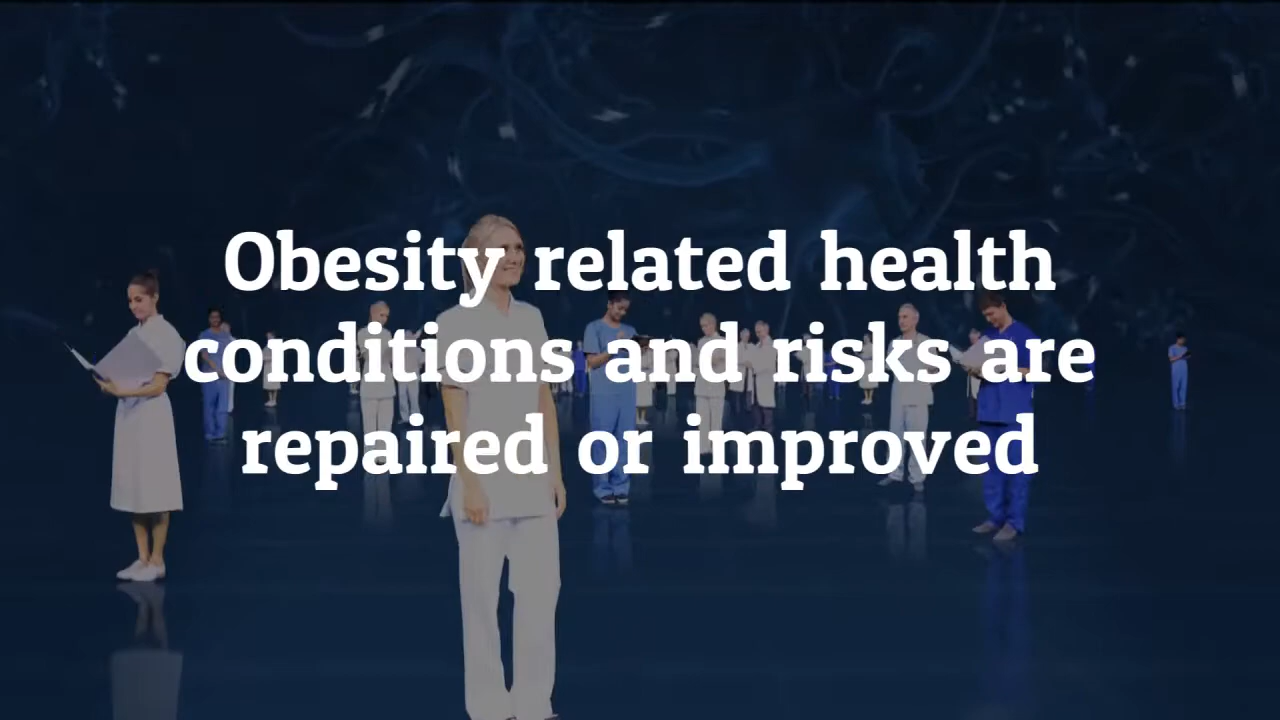 Obesity related health
conditions and risks are
repaired or improved